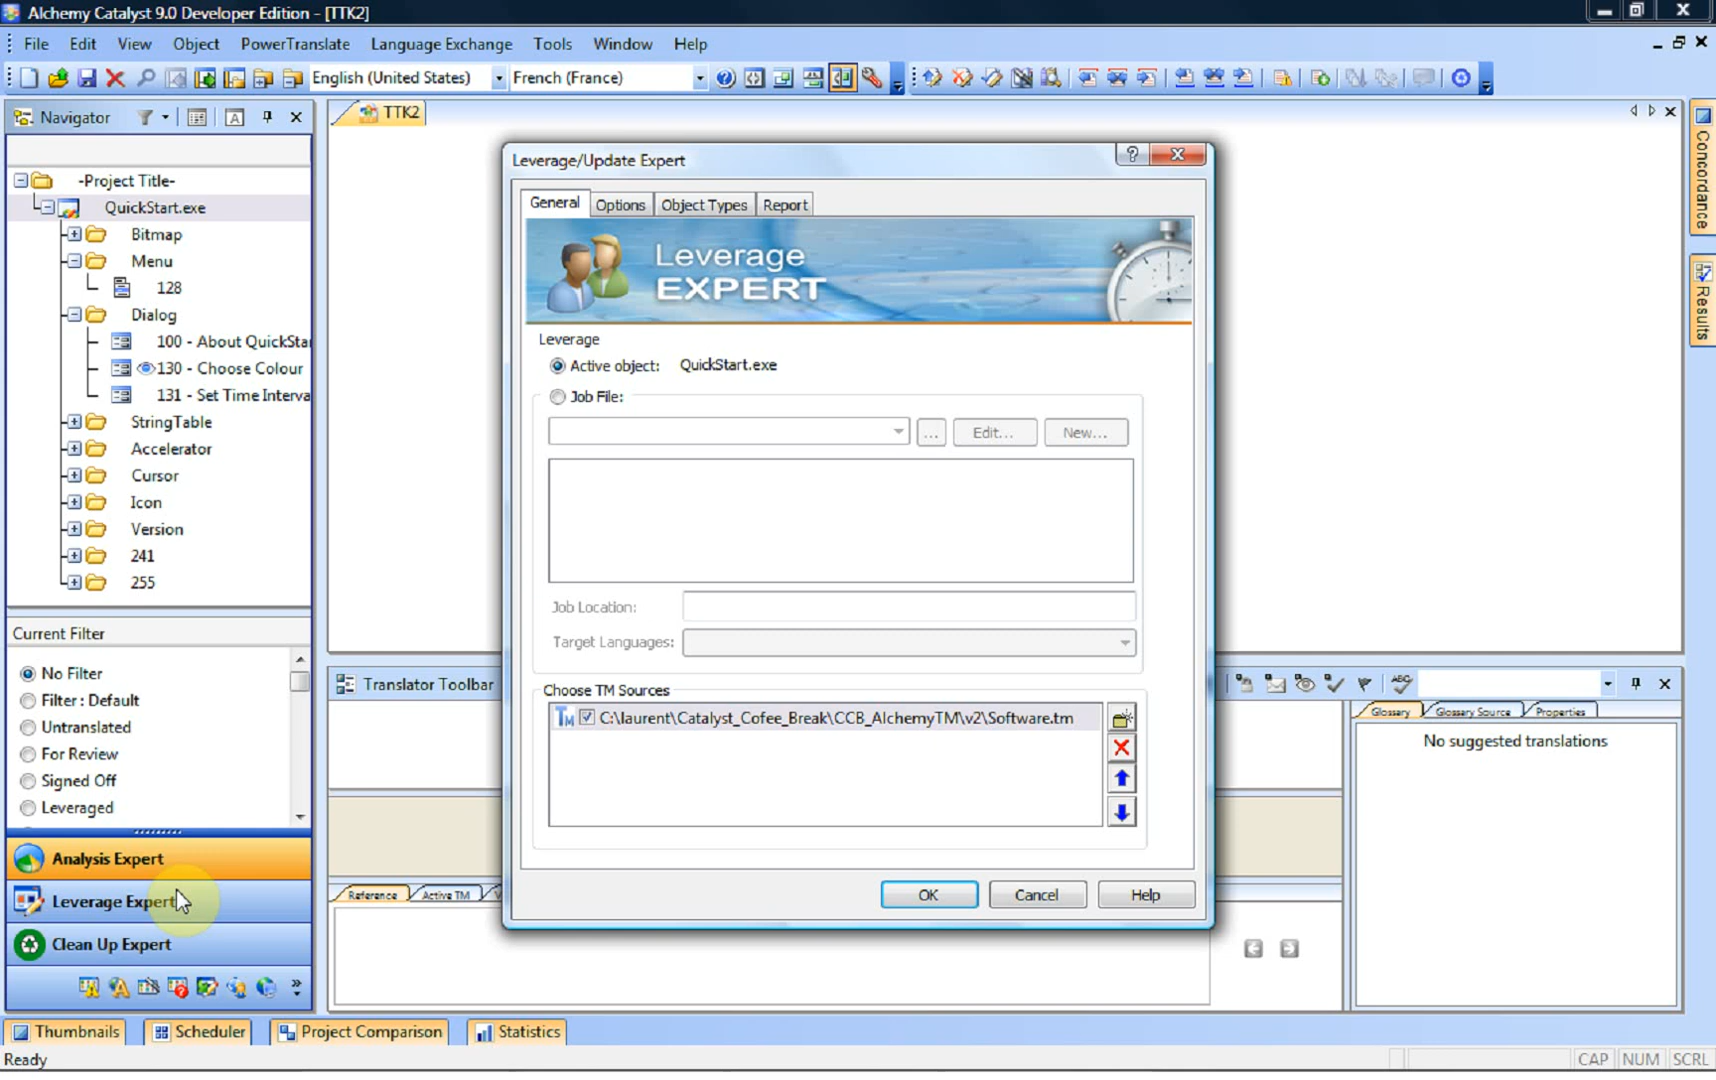 Alchemy Catalyst 9.0 Developer Edition - [TTK2]
File Edit View Object PowerTranslate Language Exchange Tools Window Help
English (United States) French (France)
Navigator
A
-Project Title-
QuickStart.exe
Bitmap
Menu
128
Dialog
100 - About QuickSta
130 - Choose Colour
131 - Set Time Interva
StringTable
Accelerator
Cursor
Icon
Version
241
255
Current Filter
No Filter
Filter : Default
Untranslated
For Review
Signed Off
Leveraged
Analysis Expert
Leverage Expert
Clean Up Expert
TTK2
Leverage/Update Expert
General Options Object Types Report
Leverage
EXPERT
Leverage
Active object: QuickStart.exe
Job File:
... Edit... New...
Job Location:
Target Languages:
Choose TM Sources
TM C:\laurent\Catalyst_Cofee_Break\CCB_AlchemyTM\v2\Software.tm
OK Cancel Help
Translator Toolbar
ABC
Reference Active TM
Glossary Glossary Source Properties
No suggested translations
Concordance
Results
Thumbnails Scheduler Project Comparison Statistics
Ready
CAP NUM SCRL